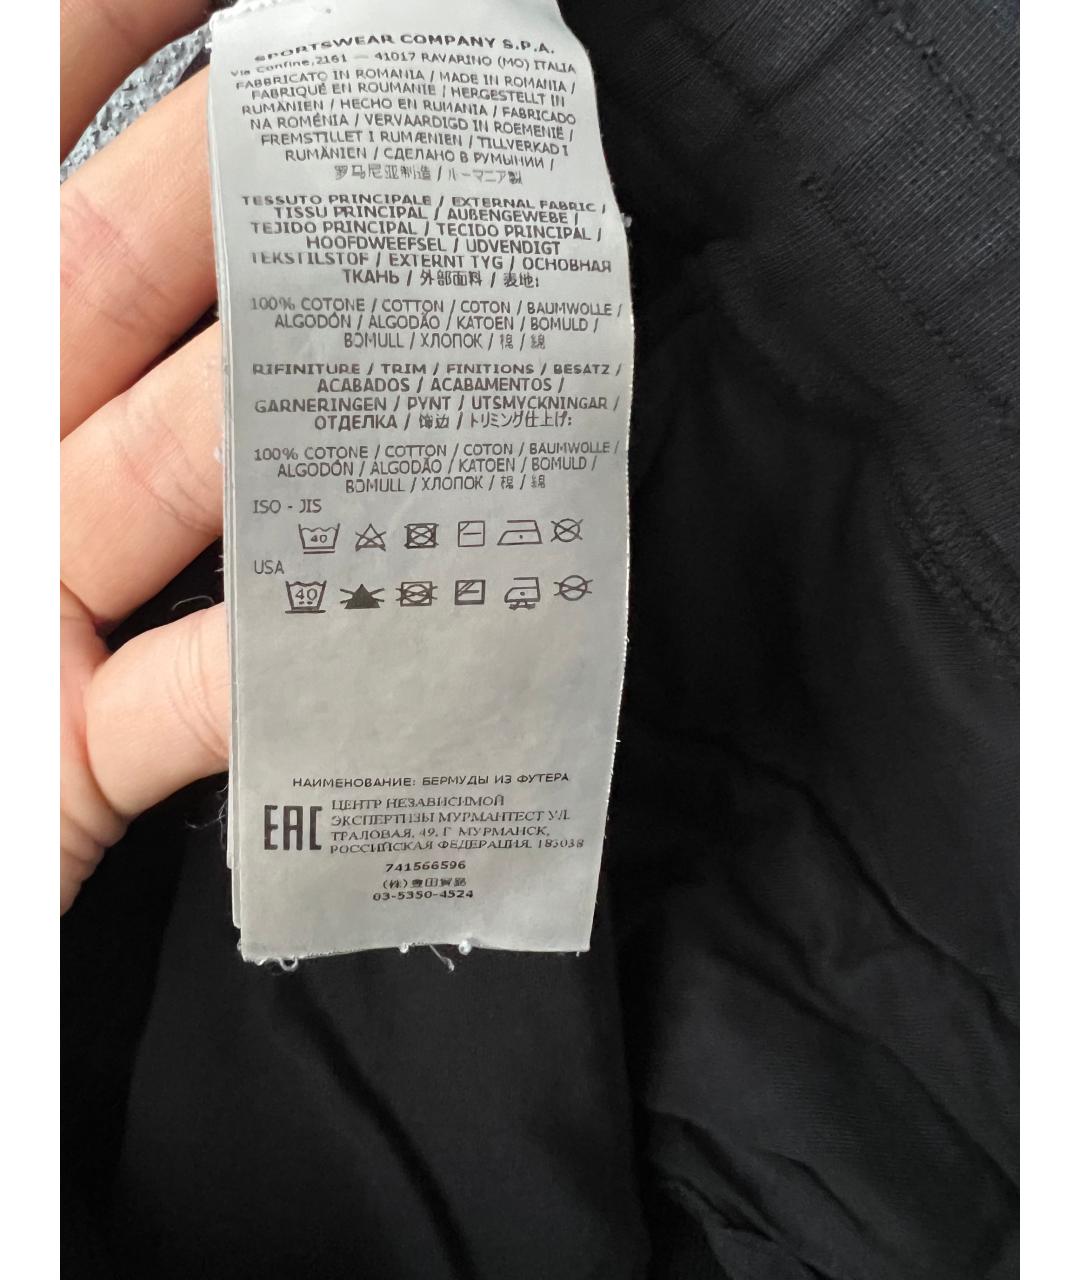 SPORTSWEAR COMPANY S.P.A.
Via Confine,2161 — 41017 RAVARINO (MO) ITALIA
FABBRICATO IN ROMANIA / MADE IN ROMANIA /
FABRIQUÉ EN ROUMANIE / HERGESTELLT IN
RUMÄNIEN / HECHO EN RUMANIA / FABRICADO
NA ROMÉNIA / VERVAARDIGD IN ROEMENIË /
FREMSTILLET I RUMÆNIEN / TILLVERKAD I
RUMÄNIEN / СДЕЛАНО В РУМЫНИИ /
罗马尼亚制造 / ルーマニア製
TESSUTO PRINCIPALE / EXTERNAL FABRIC /
TISSU PRINCIPAL / AUßENGEWEBE /
TEJIDO PRINCIPAL / TECIDO PRINCIPAL /
HOOFDWEEFSEL / UDVENDIGT
TEKSTILSTOF / EXTERNT TYG / ОСНОВНАЯ
ТКАНЬ / 外部面料 / 表地:
100% COTONE / COTTON / COTON / BAUMWOLLE /
ALGODÓN / ALGODÃO / KATOEN / BOMULD /
BOMULL / ХЛОПОК / 棉 / 綿
RIFINITURE / TRIM / FINITIONS / BESATZ /
ACABADOS / ACABAMENTOS /
GARNERINGEN / PYNT / UTSMYCKNINGAR /
ОТДЕЛКА / 饰边 / トリミング仕上げ:
100% COTONE / COTTON / COTON / BAUMWOLLE /
ALGODÓN / ALGODÃO / KATOEN / BOMULD /
BOMULL / ХЛОПОК / 棉 / 綿
ISO - JIS
40
USA
40
НАИМЕНОВАНИЕ: БЕРМУДЫ ИЗ ФУТЕРА
EAC
ЦЕНТР НЕЗАВИСИМОЙ
ЭКСПЕРТИЗЫ МУРМАНТЕСТ УЛ.
ТРАЛОВАЯ, 49, Г МУРМАНСК,
РОССИЙСКАЯ ФЕДЕРАЦИЯ, 183038
741566596
(株)豊田貿易
03-5350-4524